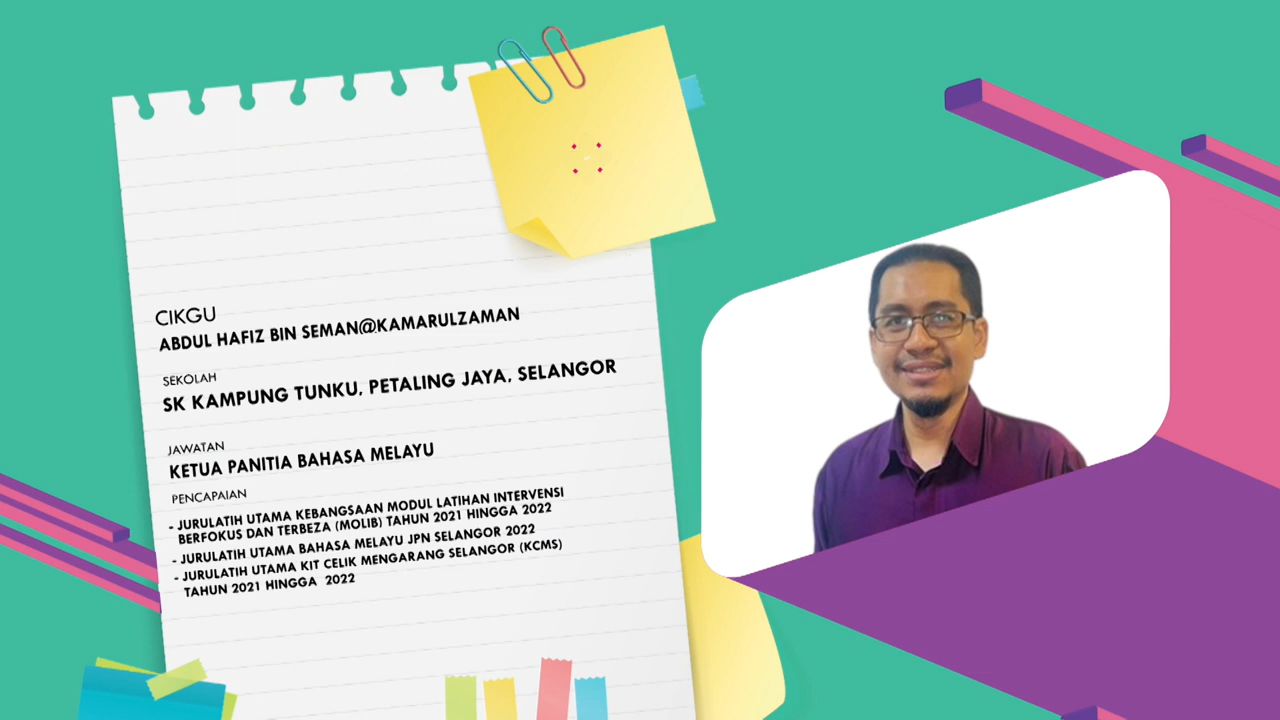 CIKGU
ABDUL HAFIZ BIN SEMAN@KAMARULZAMAN
SEKOLAH
SK KAMPUNG TUNKU, PETALING JAYA, SELANGOR
JAWATAN
KETUA PANITIA BAHASA MELAYU
PENCAPAIAN
- JURULATIH UTAMA KEBANGSAAN MODUL LATIHAN INTERVENSI
BERFOKUS DAN TERBEZA (MOLIB) TAHUN 2021 HINGGA 2022
- JURULATIH UTAMA BAHASA MELAYU JPN SELANGOR 2022
- JURULATIH UTAMA KIT CELIK MENGARANG SELANGOR (KCMS)
TAHUN 2021 HINGGA 2022